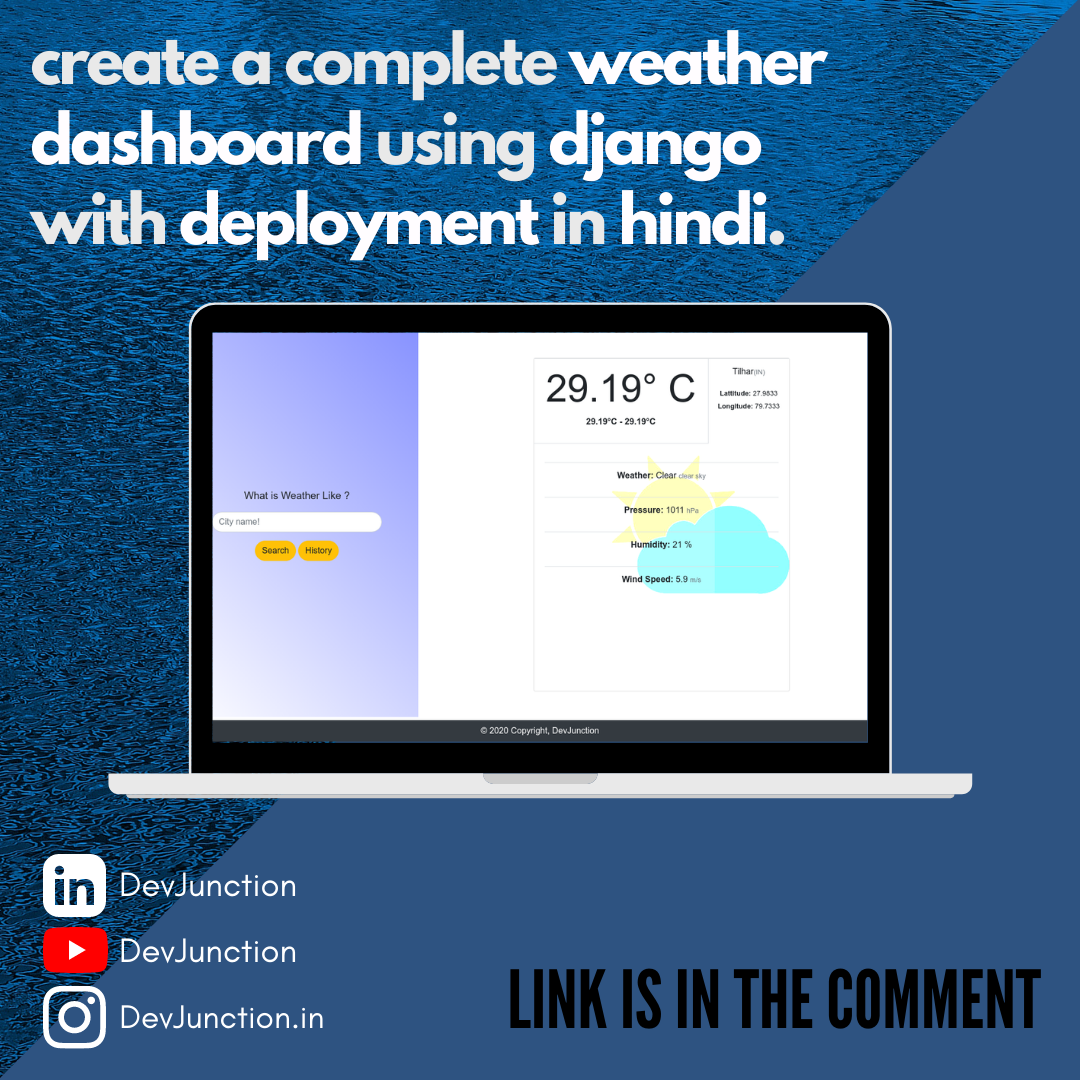 create a complete weather
dashboard using django
with deployment in hindi.
29.19° C
29.19°C - 29.19°C
Tilhar(IN)
Lattitude: 27.9833
Longitude: 79.7333
What is Weather Like ?
City name!
Search History
Weather: Clear clear sky
Pressure: 1011 hPa
Humidity: 21 %
Wind Speed: 5.9 m/s
© 2020 Copyright, DevJunction
in DevJunction
DevJunction
DevJunction.in
LINK IS IN THE COMMENT